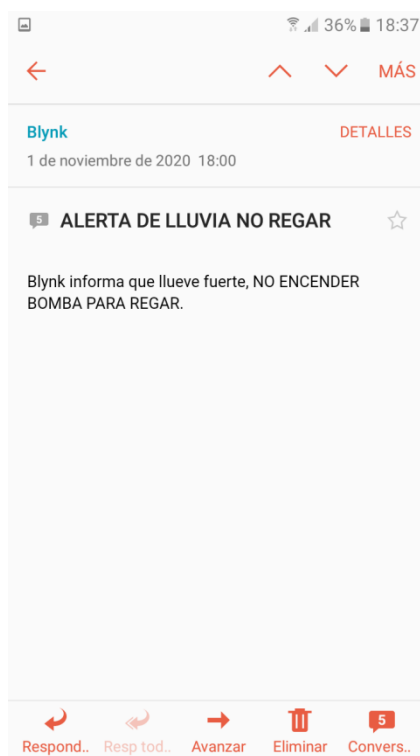 36% 18:37
MÁS
Blynk DETALLES
1 de noviembre de 2020 18:00
5 ALERTA DE LLUVIA NO REGAR
Blynk informa que llueve fuerte, NO ENCENDER
BOMBA PARA REGAR.
5
Respond.. Resp tod.. Avanzar Eliminar Convers..